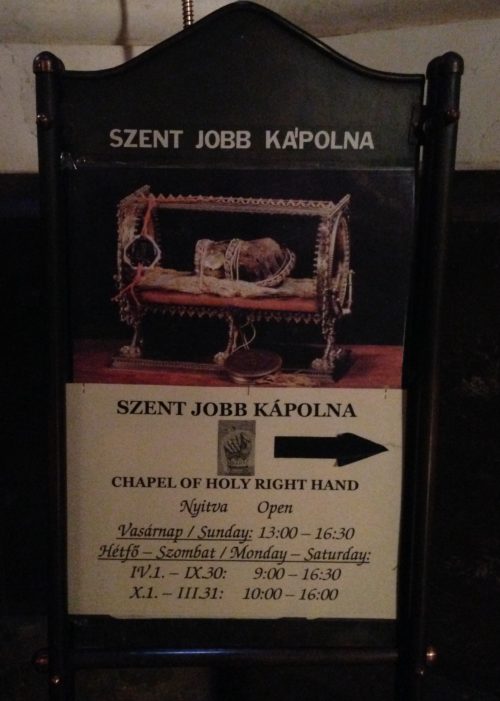 SZENT JOBB KÁPOLNA
SZENT JOBB KÁPOLNA
CHAPEL OF HOLY RIGHT HAND
Nyitva Open
Vasárnap / Sunday: 13:00 – 16:30
Hétfő – Szombat / Monday – Saturday:
IV.1. – IX.30: 9:00 – 16:30
X.1. – III.31: 10:00 – 16:00